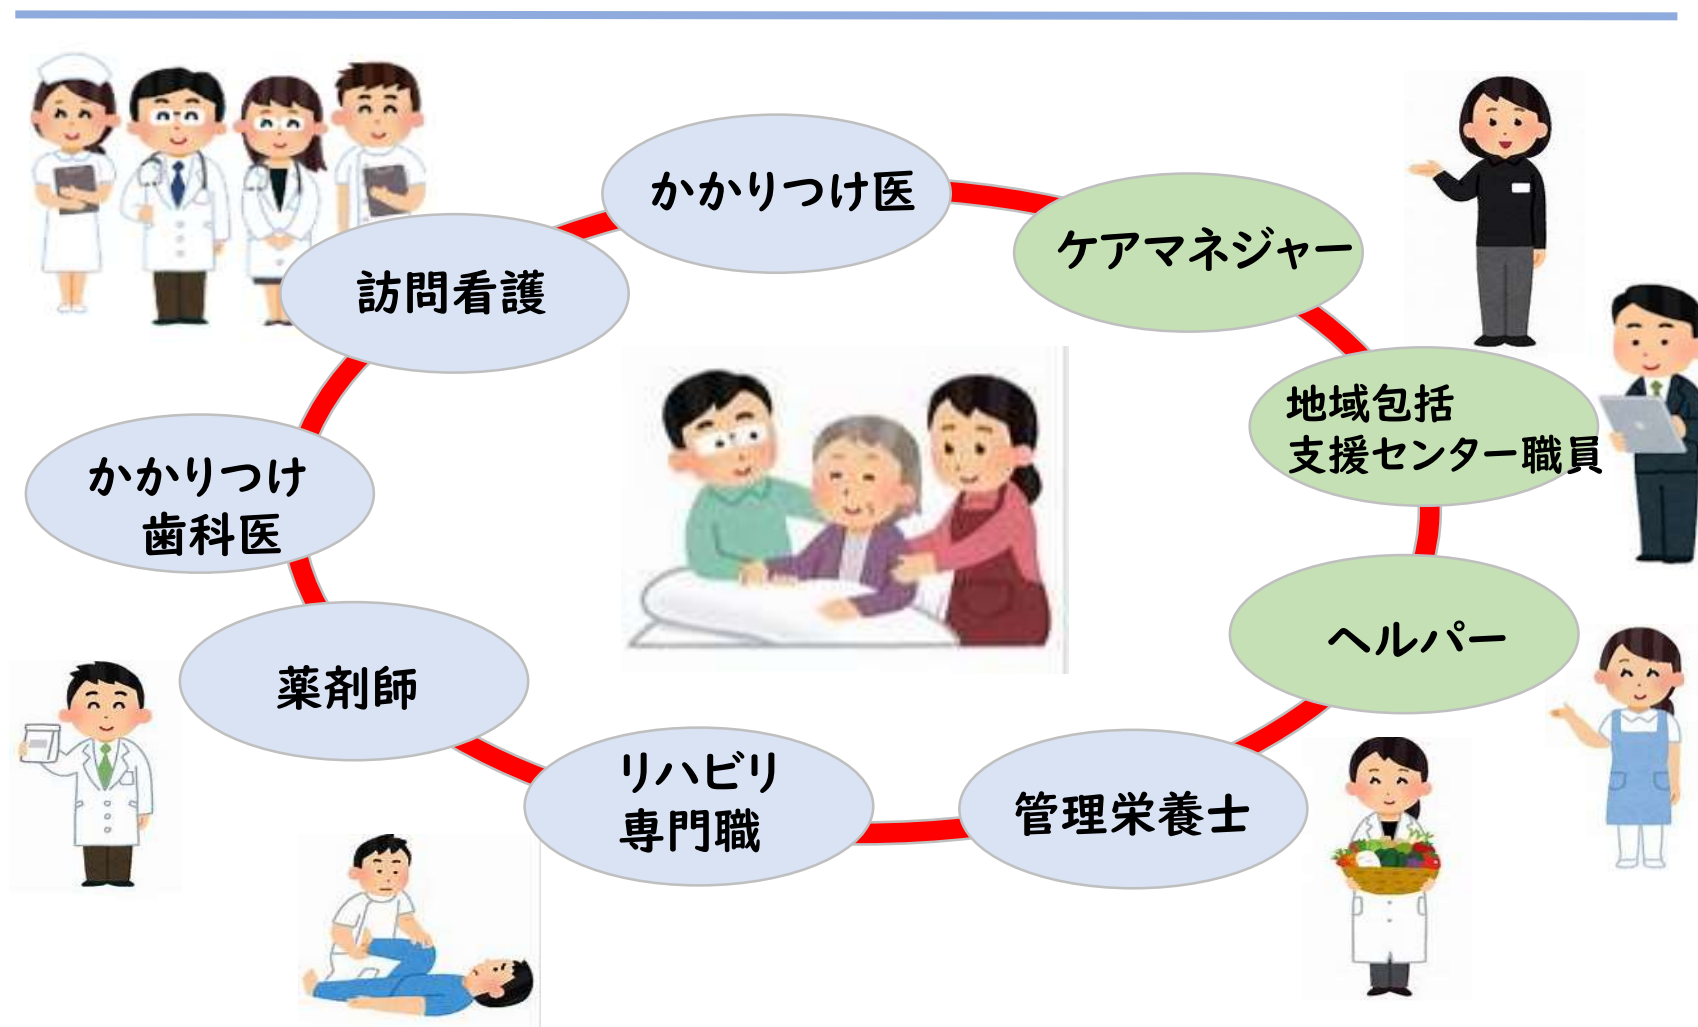 かかりつけ医
ケアマネジャー
訪問看護
地域包括
支援センター職員
かかりつけ
歯科医
ヘルパー
薬剤師
リハビリ
専門職
管理栄養士